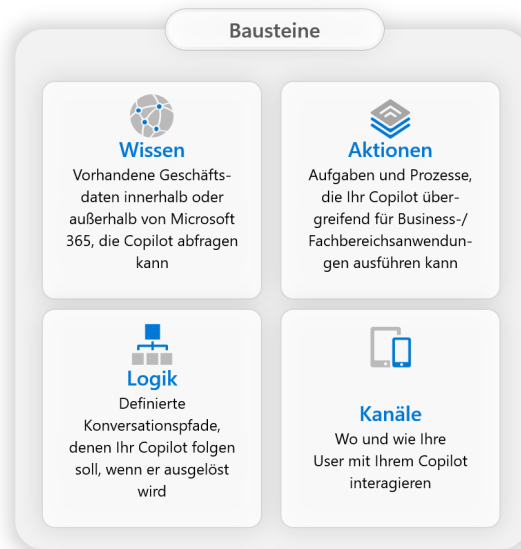 Bausteine
Wissen
Vorhandene Geschäfts-
daten innerhalb oder
außerhalb von Microsoft
365, die Copilot abfragen
kann
Aktionen
Aufgaben und Prozesse,
die Ihr Copilot über-
greifend für Business-/
Fachbereichsanwendun-
gen ausführen kann
Logik
Definierte
Konversationspfade,
denen Ihr Copilot folgen
soll, wenn er ausgelöst
wird
Kanäle
Wo und wie Ihre
User mit Ihrem Copilot
interagieren